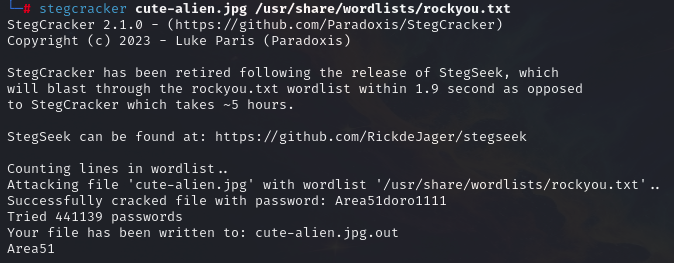 └─# stegcracker cute-alien.jpg /usr/share/wordlists/rockyou.txt
StegCracker 2.1.0 - (https://github.com/Paradoxis/StegCracker)
Copyright (c) 2023 - Luke Paris (Paradoxis)

StegCracker has been retired following the release of StegSeek, which
will blast through the rockyou.txt wordlist within 1.9 second as opposed
to StegCracker which takes ~5 hours.

StegSeek can be found at: https://github.com/RickdeJager/stegseek

Counting lines in wordlist..
Attacking file 'cute-alien.jpg' with wordlist '/usr/share/wordlists/rockyou.txt'..
Successfully cracked file with password: Area51doro1111
Tried 441139 passwords
Your file has been written to: cute-alien.jpg.out
Area51